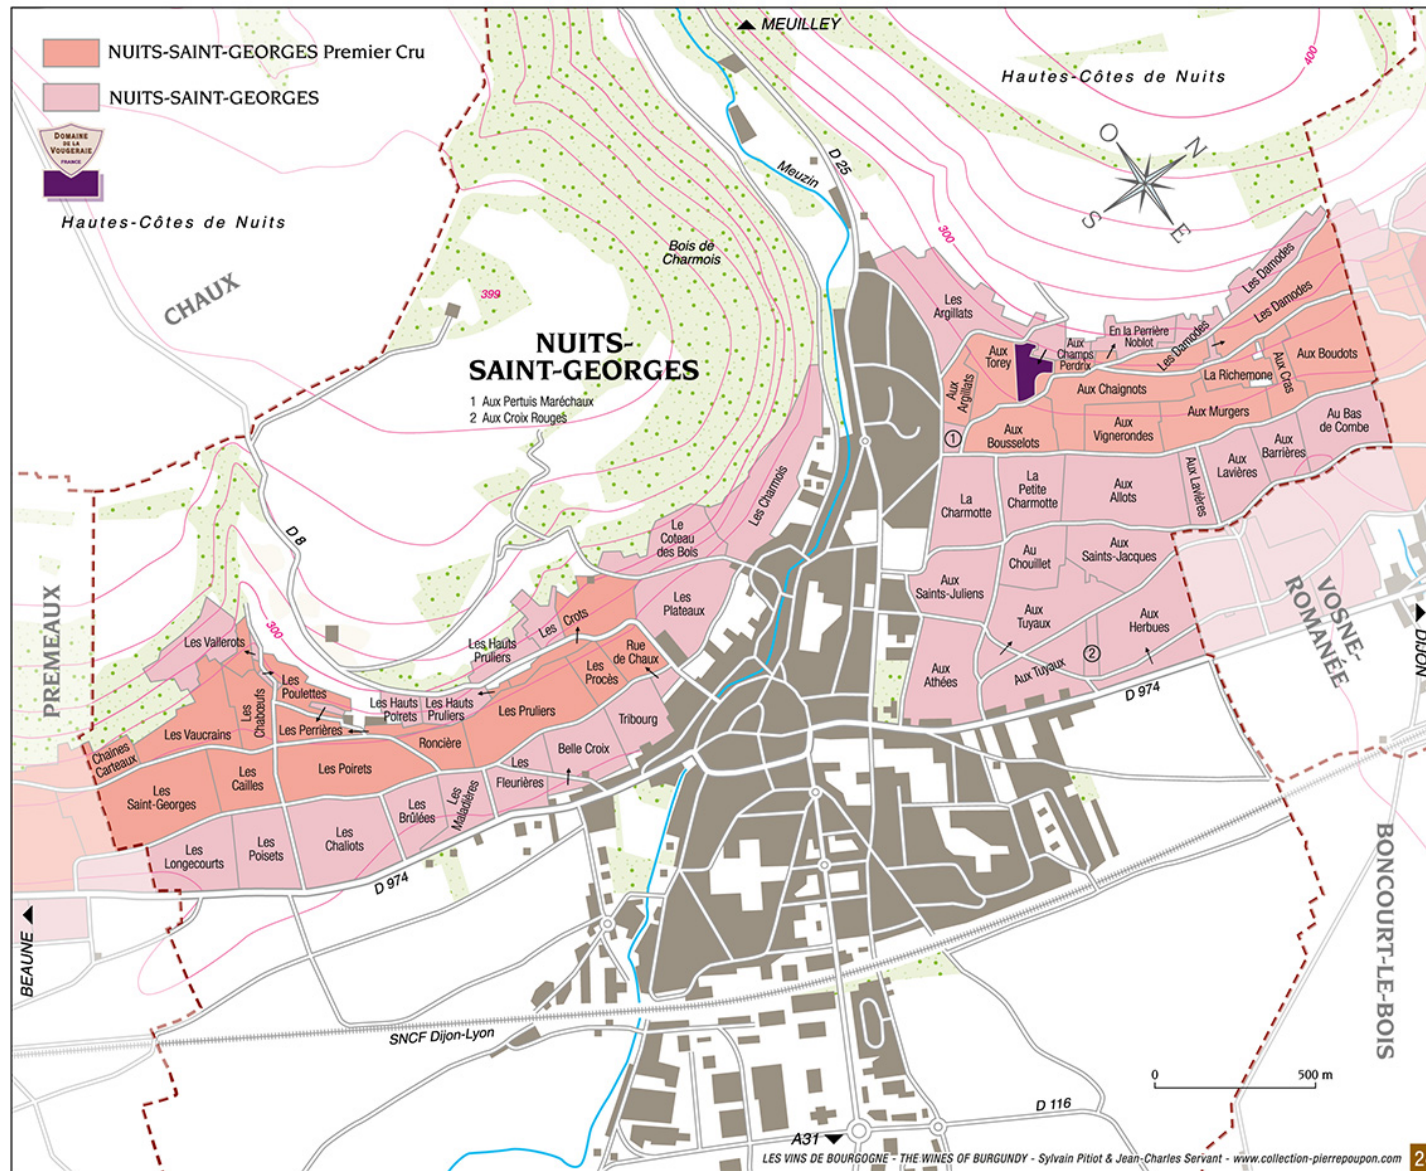 MEUILLEY
NUITS-SAINT-GEORGES Premier Cru
NUITS-SAINT-GEORGES
DOMAINE
DE LA
VOUGERAIE
FRANCE
Hautes-Côtes de Nuits
Hautes-Côtes de Nuits
400
O
N
S
E
D 25
Meuzin
300
CHAUX
Bois de
Charmois
399
NUITS-
SAINT-GEORGES
1 Aux Pertuis Maréchaux
2 Aux Croix Rouges
Les
Argillats
Les Damodes
Les Damodes
Les Damodes
En la Perrière
Noblot
Aux
Champs
Perdrix
Aux
Torey
Aux
Argillats
Aux Chaignots
La Richemone
Aux Cras
Aux Boudots
Aux Murgers
Aux
Vignerondes
Aux
Bousselots
1
Au Bas
de Combe
Aux
Barrières
Aux
Lavières
Aux Lavières
Aux
Allots
La
Petite
Charmotte
La
Charmotte
Les Charmois
Le
Coteau
des Bois
Aux
Saints-Jacques
Au
Chouillet
Aux
Saints-Juliens
Aux
Tuyaux
Aux
Herbues
2
Aux Tuyaux
Aux
Athées
D 974
VOSNE-
ROMANÉE
DIJON
D 8
Les
Plateaux
Les Crots
Rue
de Chaux
Les
Procès
Les Hauts
Pruliers
300
PREMEAUX
Les Vallerots
Les
Poulettes
Les
Chabœufs
Les Hauts
Poirets
Les Hauts
Pruliers
Les Pruliers
Tribourg
Belle Croix
Les Perrières
Roncière
Les Vaucrains
Chaines
Carteaux
Les Poirets
Les
Cailles
Les
Saint-Georges
Les
Fleurières
Les
Maladières
Les
Brûlées
Les
Chaliots
Les
Poisets
Les
Longecourts
D 974
BEAUNE
BONCOURT-LE-BOIS
SNCF Dijon-Lyon
0 500 m
D 116
A31
LES VINS DE BOURGOGNE - THE WINES OF BURGUNDY - Sylvain Pitiot & Jean-Charles Servant - www.collection-pierrepoupon.com
2